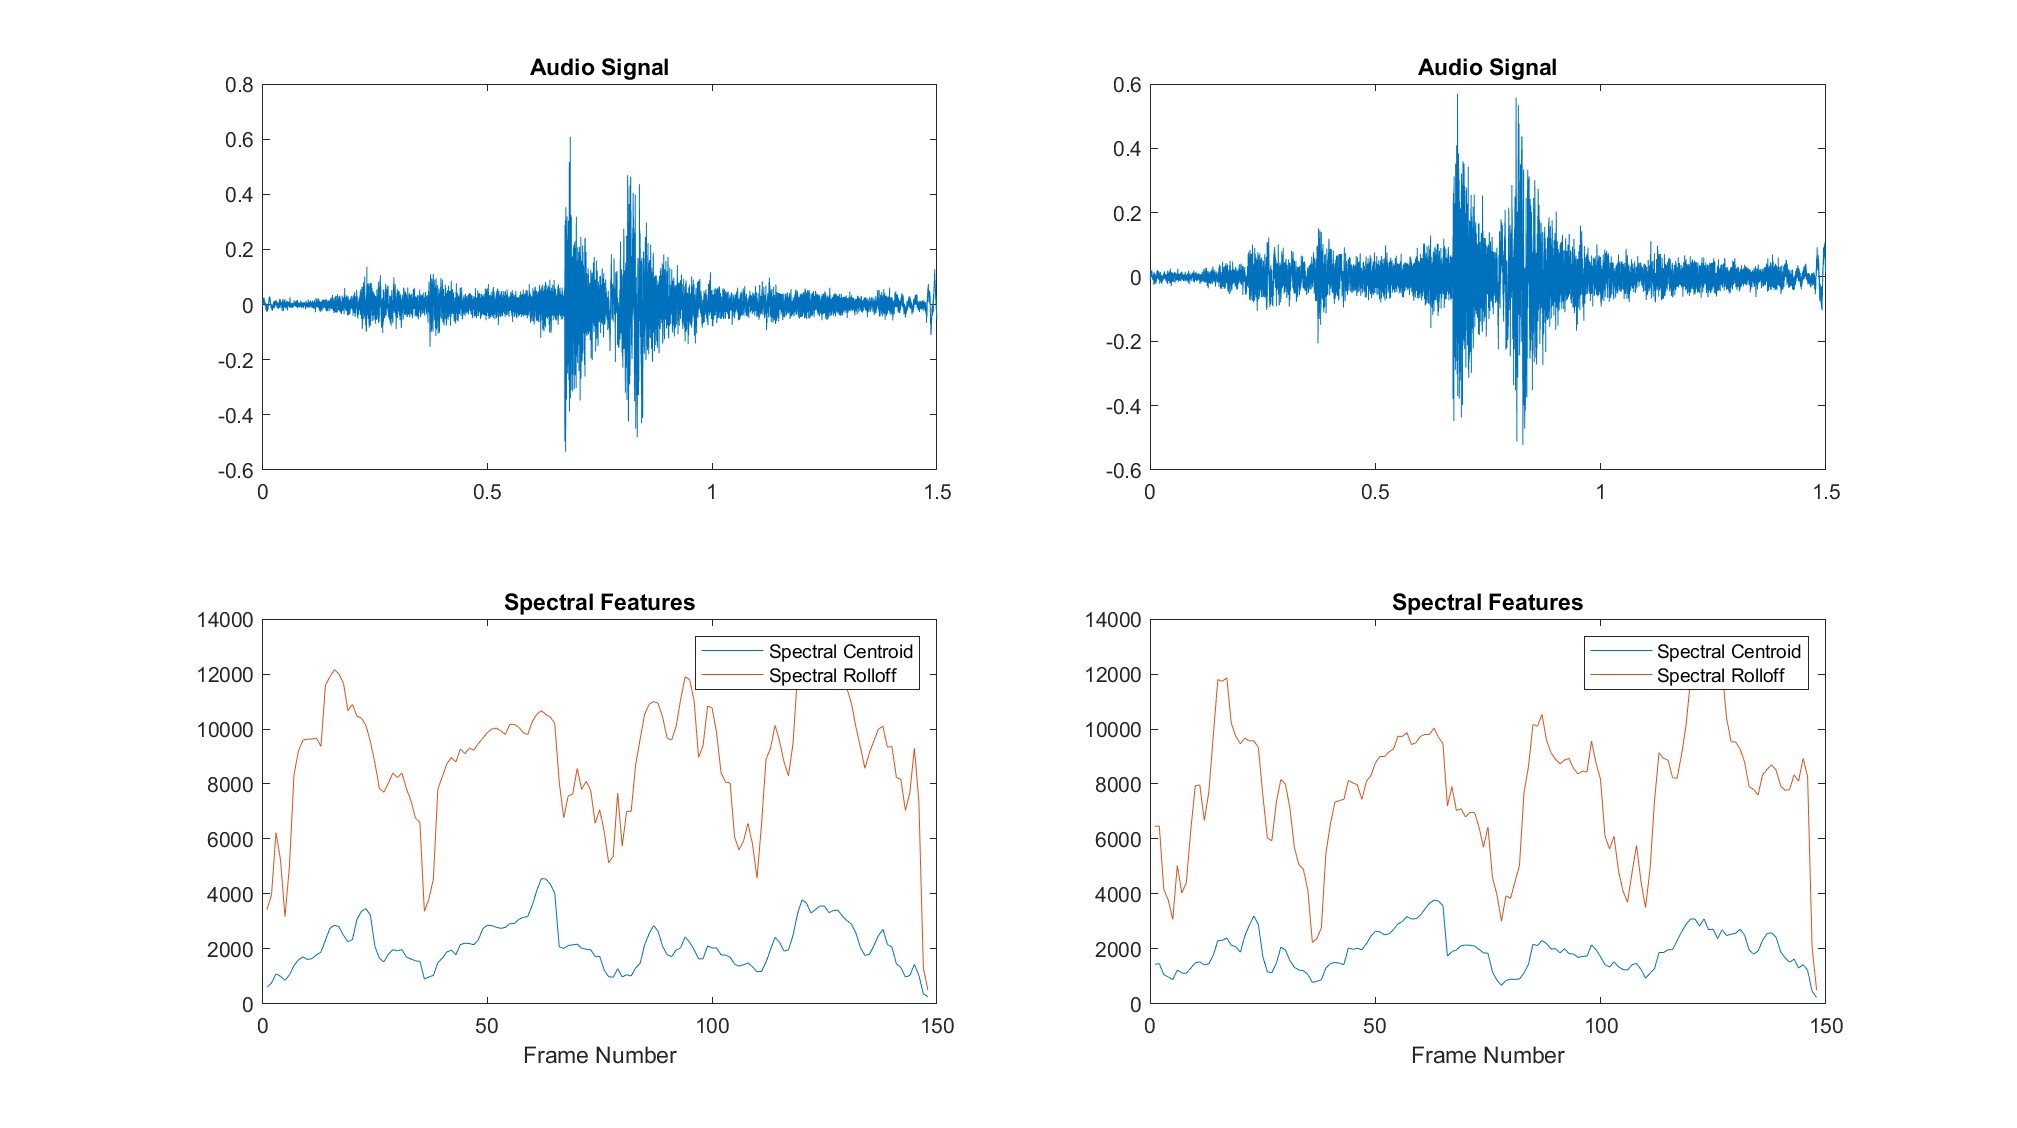 Audio Signal
0.8
0.6
0.4
0.2
0
-0.2
-0.4
-0.6
0 0.5 1 1.5
Audio Signal
0.6
0.4
0.2
0
-0.2
-0.4
-0.6
0 0.5 1 1.5
Spectral Features
14000
12000
10000
8000
6000
4000
2000
0
Spectral Centroid
Spectral Rolloff
0 50 100 150
Frame Number
Spectral Features
14000
12000
10000
8000
6000
4000
2000
0
Spectral Centroid
Spectral Rolloff
0 50 100 150
Frame Number